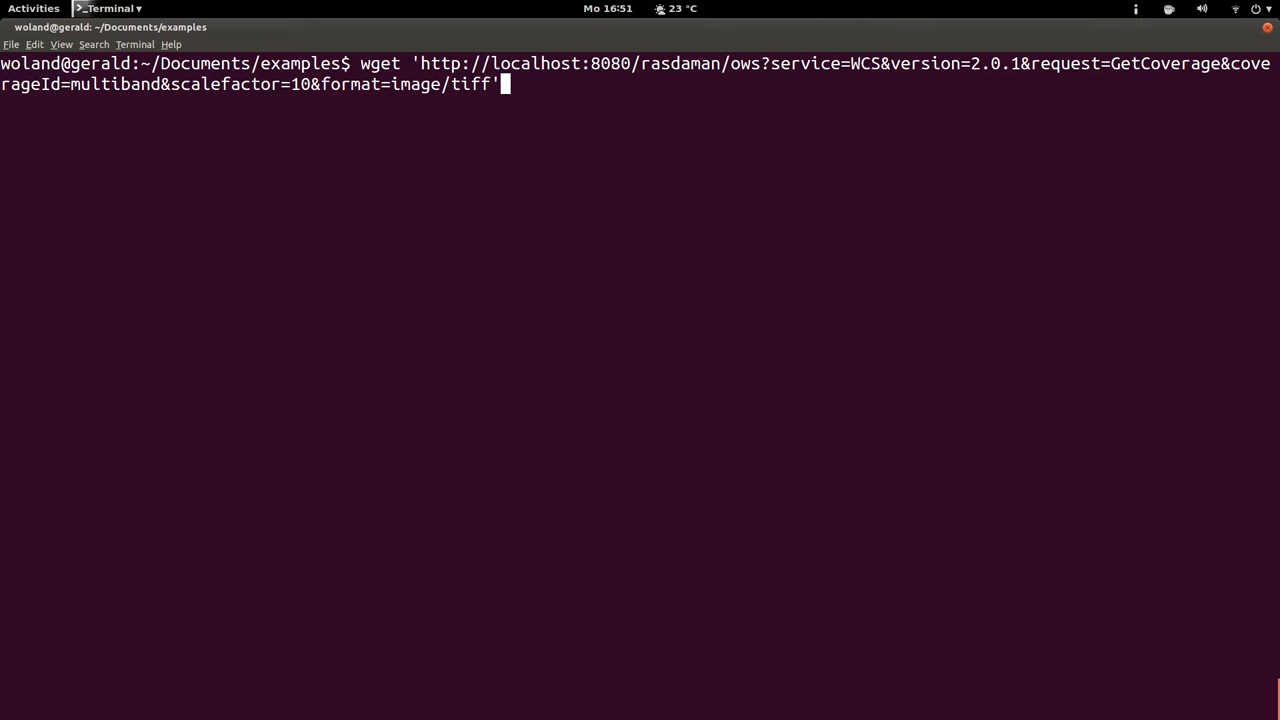 Activities >_Terminal ▾ Mo 16:51 23 °C
woland@gerald: ~/Documents/examples
File Edit View Search Terminal Help
woland@gerald:~/Documents/examples$ wget 'http://localhost:8080/rasdaman/ows?service=WCS&version=2.0.1&request=GetCoverage&cove
rageId=multiband&scalefactor=10&format=image/tiff'